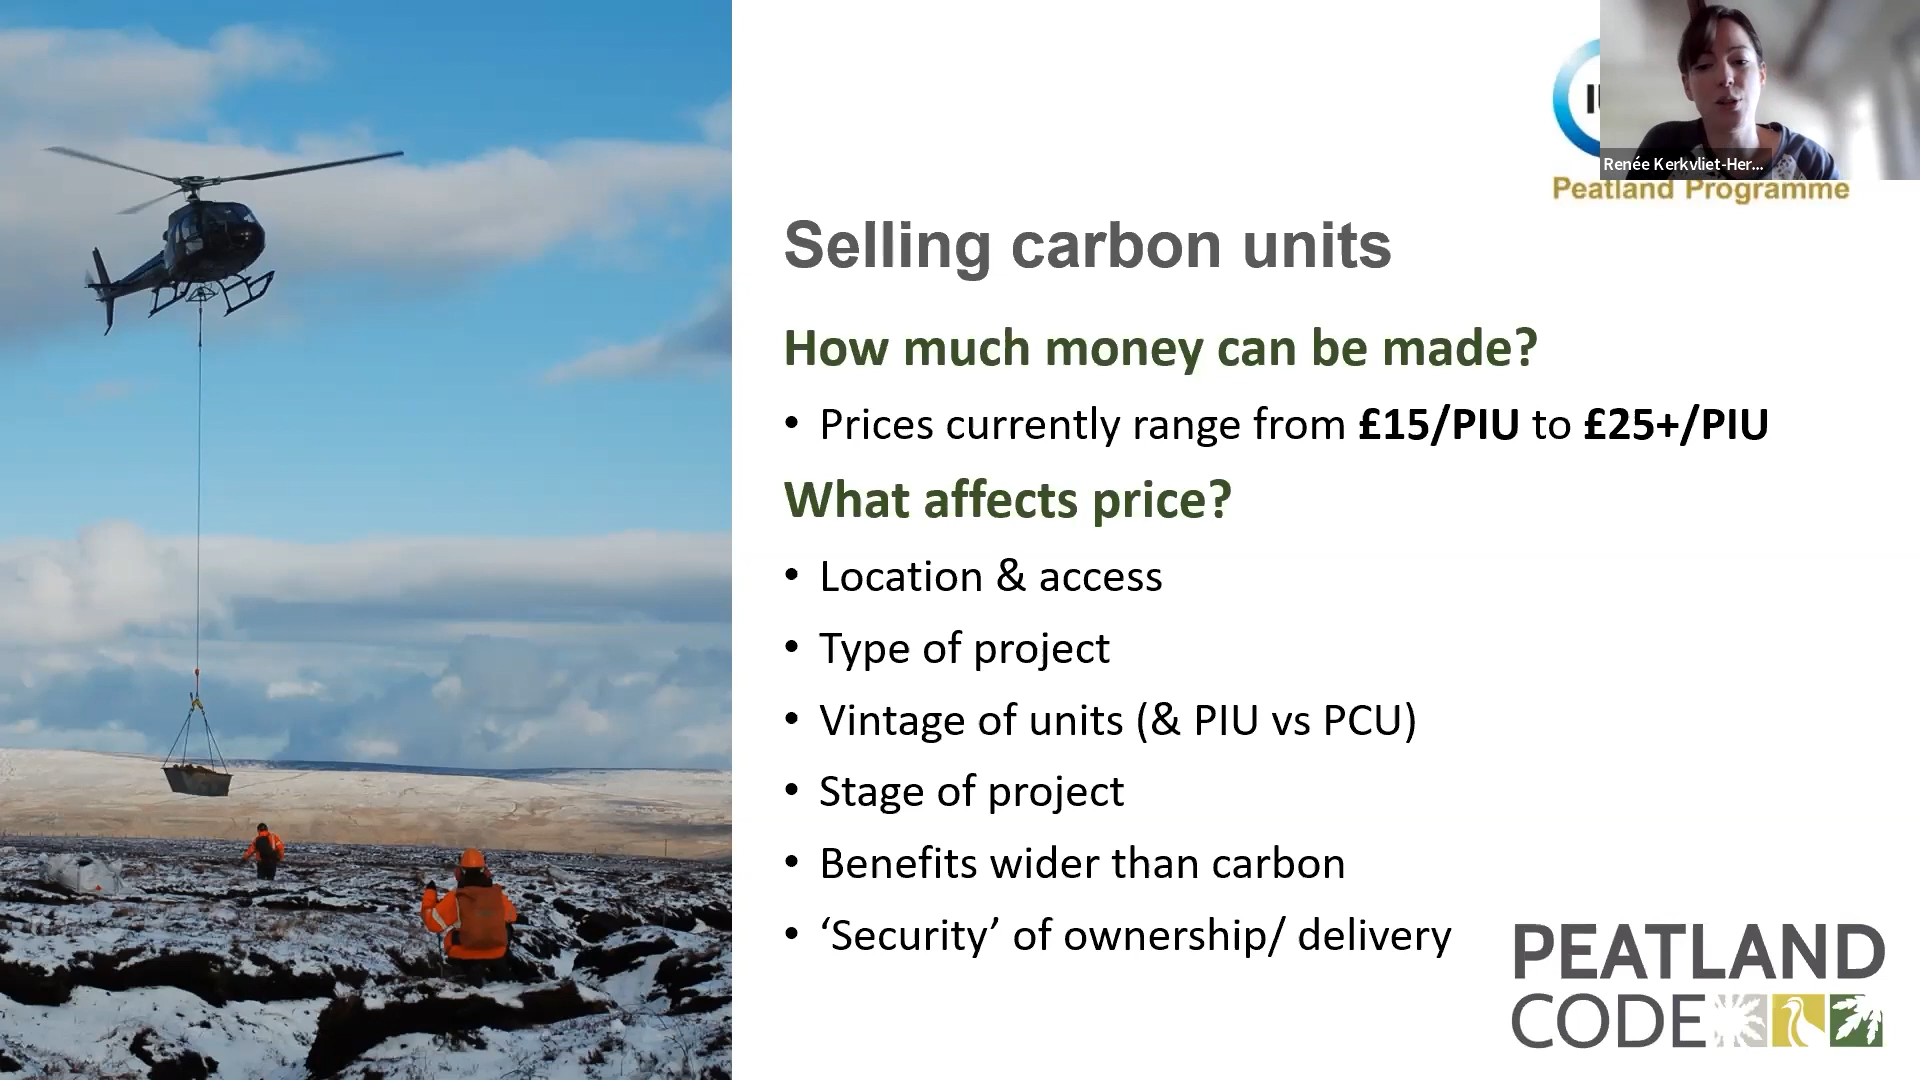 Renée Kerkvliet-Her...
Peatland Programme
Selling carbon units
How much money can be made?
• Prices currently range from £15/PIU to £25+/PIU
What affects price?
• Location & access
• Type of project
• Vintage of units (& PIU vs PCU)
• Stage of project
• Benefits wider than carbon
• ‘Security’ of ownership/ delivery
PEATLAND
CODE